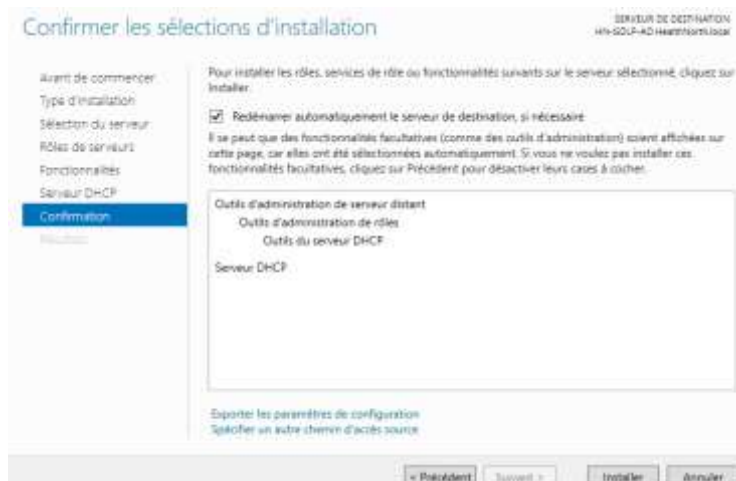 Confirmer les sélections d'installation
SERVEUR DE DESTINATION
HN-GOLF-AD.HealthNorth.local
Avant de commencer
Type d'installation
Sélection du serveur
Rôles de serveurs
Fonctionnalités
Serveur DHCP
Confirmation
Résultats
Pour installer les rôles, services de rôle ou fonctionnalités suivants sur le serveur sélectionné, cliquez sur
Installer.
Redémarrer automatiquement le serveur de destination, si nécessaire
Il se peut que des fonctionnalités facultatives (comme des outils d'administration) soient affichées sur
cette page, car elles ont été sélectionnées automatiquement. Si vous ne voulez pas installer ces
fonctionnalités facultatives, cliquez sur Précédent pour désactiver leurs cases à cocher.
Outils d'administration de serveur distant
Outils d'administration de rôles
Outils du serveur DHCP
Serveur DHCP
Exporter les paramètres de configuration
Spécifier un autre chemin d'accès source
< Précédent
Suivant >
Installer
Annuler